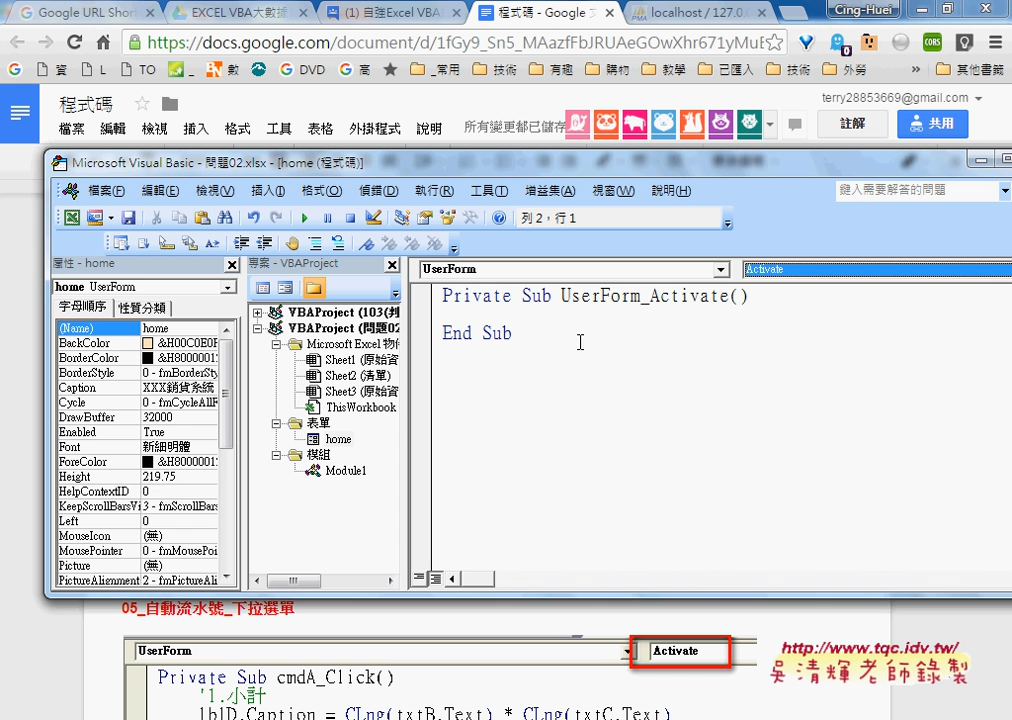 Google URL Short
EXCEL VBA大數據
(1) 自強Excel VBA
程式碼 - Google 文
localhost / 127.0.
Cing-Huei
https://docs.google.com/document/d/1fGy9_Sn5_MAazfFbJRUAeGOwXhr671yMuE
資
L
TO
數
DVD
高
_常用
技術
有趣
購物
教學
已匯入
技術
外勞
»
其他書籤
程式碼
terry28853669@gmail.com
檔案 編輯 檢視 插入 格式 工具 表格 外掛程式 說明 所有變更都已儲存
註解
共用
Microsoft Visual Basic - 問題02.xlsx - [home (程式碼)]
檔案(F) 編輯(E) 檢視(V) 插入(I) 格式(O) 偵錯(D) 執行(R) 工具(T) 增益集(A) 視窗(W) 說明(H)
鍵入需要解答的問題
列 2，行 1
屬性 - home
專案 - VBAProject
home UserForm
字母順序 性質分類
(Name) home
BackColor &H00C0E0F
BorderColor &H8000001
BorderStyle 0 - fmBorderSty
Caption XXX銷貨系統
Cycle 0 - fmCycleAllF
DrawBuffer 32000
Enabled True
Font 新細明體
ForeColor &H8000001
Height 219.75
HelpContextID 0
KeepScrollBarsVi 3 - fmScrollBars
Left 0
MouseIcon (無)
MousePointer 0 - fmMousePoi
Picture (無)
PictureAlignment 2 - fmPictureAli
VBAProject (103(判
VBAProject (問題02
Microsoft Excel 物件
Sheet1 (原始資
Sheet2 (清單)
Sheet3 (原始資
ThisWorkbook
表單
home
模組
Module1
UserForm
Activate
Private Sub UserForm_Activate()
End Sub
05_自動流水號_下拉選單
UserForm
Activate
Private Sub cmdA_Click()
'1.小計
lblD.Caption = CLng(txtB.Text) * CLng(txtC.Text)
http://www.tqc.idv.tw/
吳清輝老師錄製